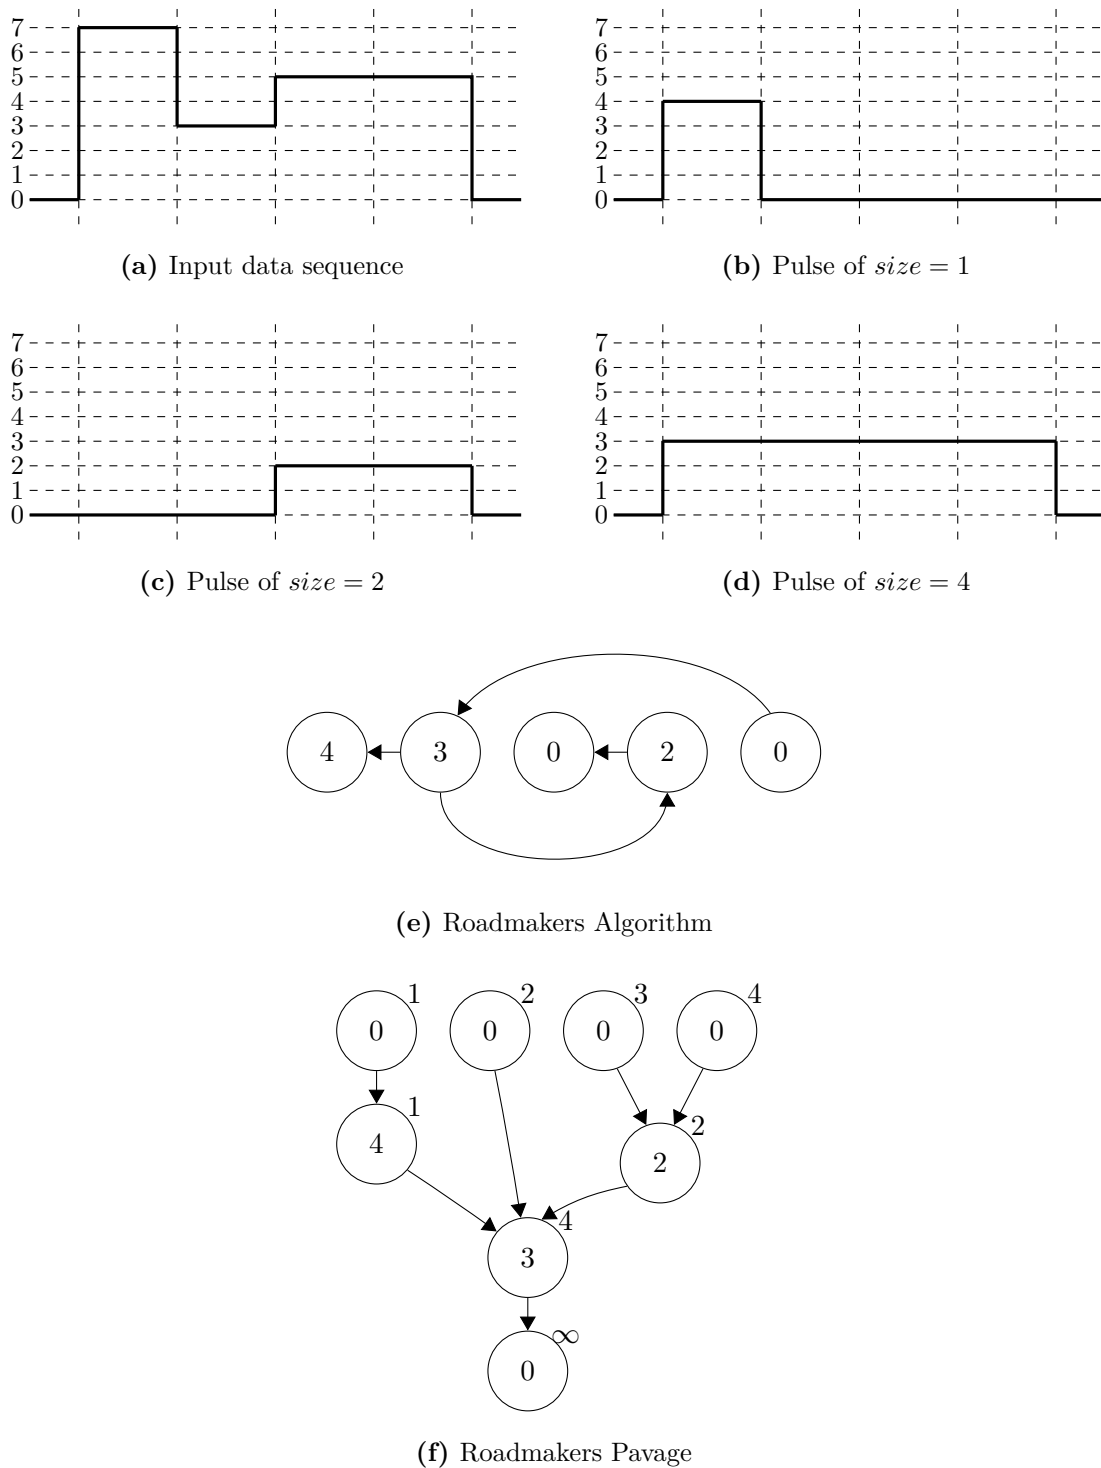 7 7
6 6
5 5
4 4
3 3
2 2
1 1
0 0
(a) Input data sequence
(b) Pulse of size = 1
7 7
6 6
5 5
4 4
3 3
2 2
1 1
0 0
(c) Pulse of size = 2
(d) Pulse of size = 4
4 3 0 2 0
(e) Roadmakers Algorithm
1 2 3 4
0 0 0 0
1
4
2
2
4
3
∞
0
(f) Roadmakers Pavage